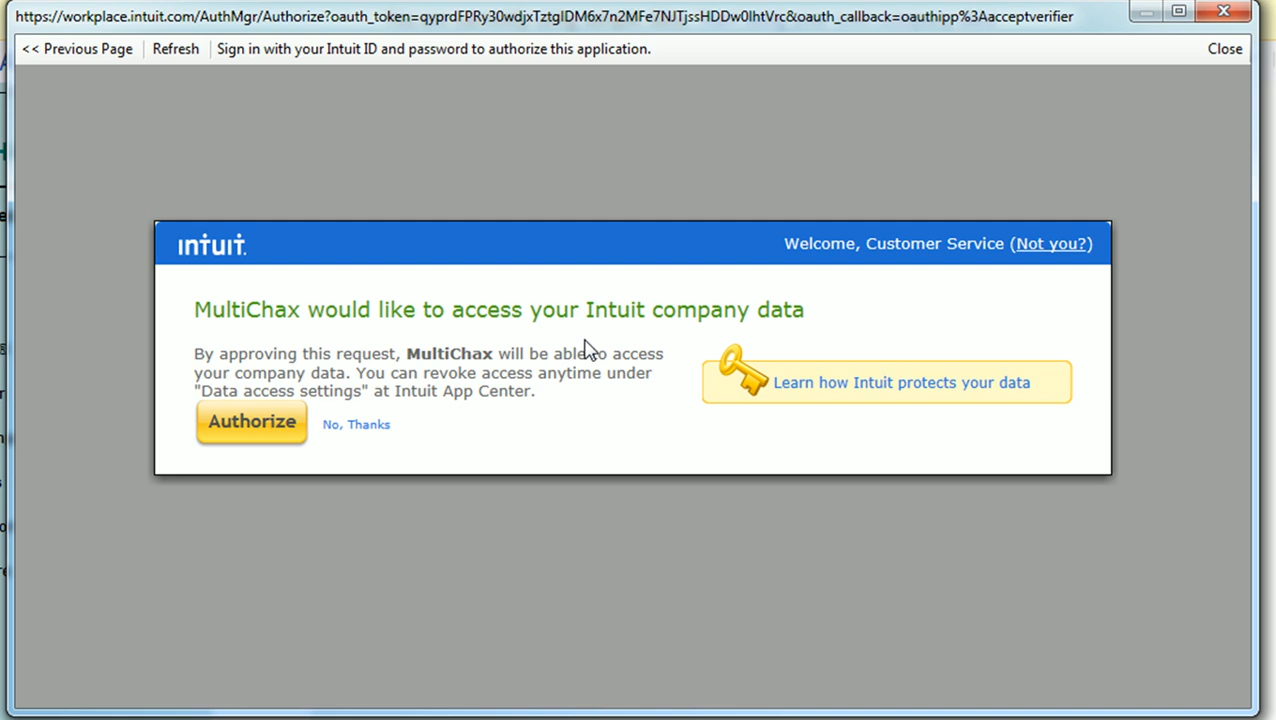 https://workplace.intuit.com/AuthMgr/Authorize?oauth_token=qyprdFPRy30wdjxTztgIDM6x7n2MFe7NJTjssHDDw0IhtVrc&oauth_callback=oauthipp%3Aacceptverifier
<< Previous Page Refresh Sign in with your Intuit ID and password to authorize this application. Close
intuit. Welcome, Customer Service (Not you?)
MultiChax would like to access your Intuit company data
By approving this request, MultiChax will be able to access
your company data. You can revoke access anytime under
"Data access settings" at Intuit App Center.
Learn how Intuit protects your data
Authorize No, Thanks